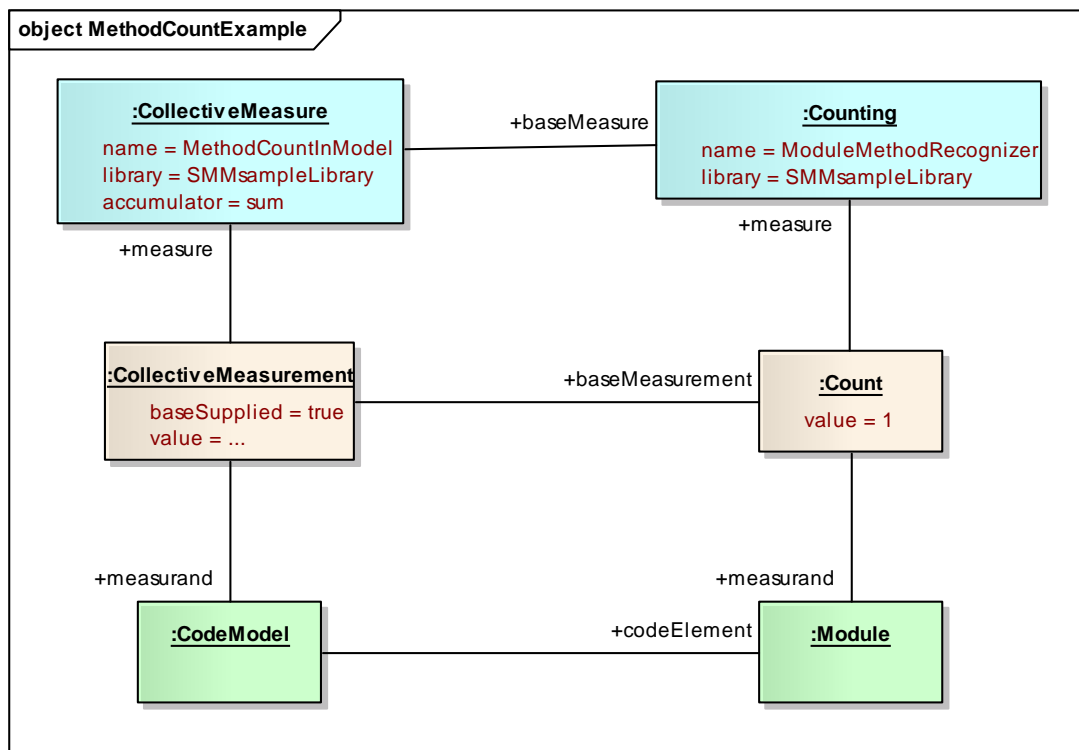 object MethodCountExample
:CollectiveMeasure
name = MethodCountInModel
library = SMMsampleLibrary
accumulator = sum
+baseMeasure
:Counting
name = ModuleMethodRecognizer
library = SMMsampleLibrary
+measure
+measure
:CollectiveMeasurement
baseSupplied = true
value = ...
+baseMeasurement
:Count
value = 1
+measurand
+measurand
:CodeModel
+codeElement
:Module